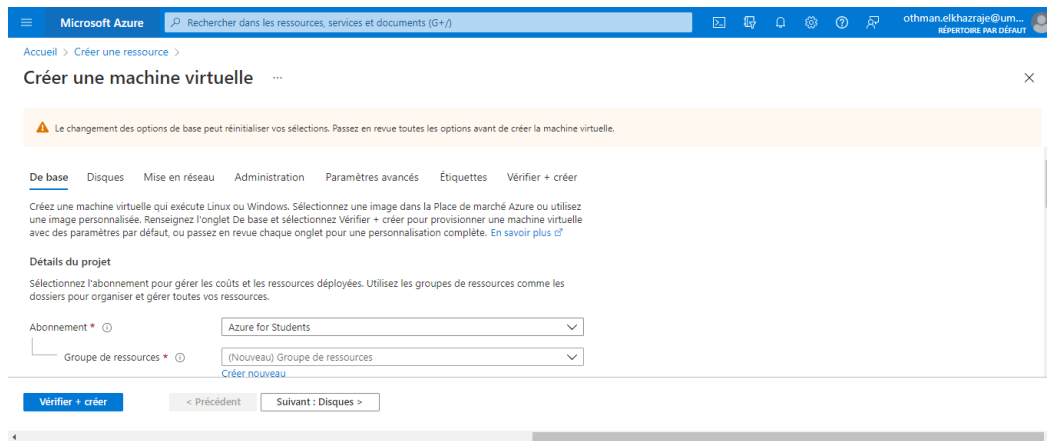 Microsoft Azure
Rechercher dans les ressources, services et documents (G+/)
othman.elkhazraje@um...
RÉPERTOIRE PAR DÉFAUT
Accueil > Créer une ressource >
Créer une machine virtuelle ...
Le changement des options de base peut réinitialiser vos sélections. Passez en revue toutes les options avant de créer la machine virtuelle.
De base Disques Mise en réseau Administration Paramètres avancés Étiquettes Vérifier + créer
Créez une machine virtuelle qui exécute Linux ou Windows. Sélectionnez une image dans la Place de marché Azure ou utilisez
une image personnalisée. Renseignez l'onglet De base et sélectionnez Vérifier + créer pour provisionner une machine virtuelle
avec des paramètres par défaut, ou passez en revue chaque onglet pour une personnalisation complète. En savoir plus
Détails du projet
Sélectionnez l'abonnement pour gérer les coûts et les ressources déployées. Utilisez les groupes de ressources comme les
dossiers pour organiser et gérer toutes vos ressources.
Abonnement * Azure for Students
Groupe de ressources * (Nouveau) Groupe de ressources
Créer nouveau
Vérifier + créer < Précédent Suivant : Disques >